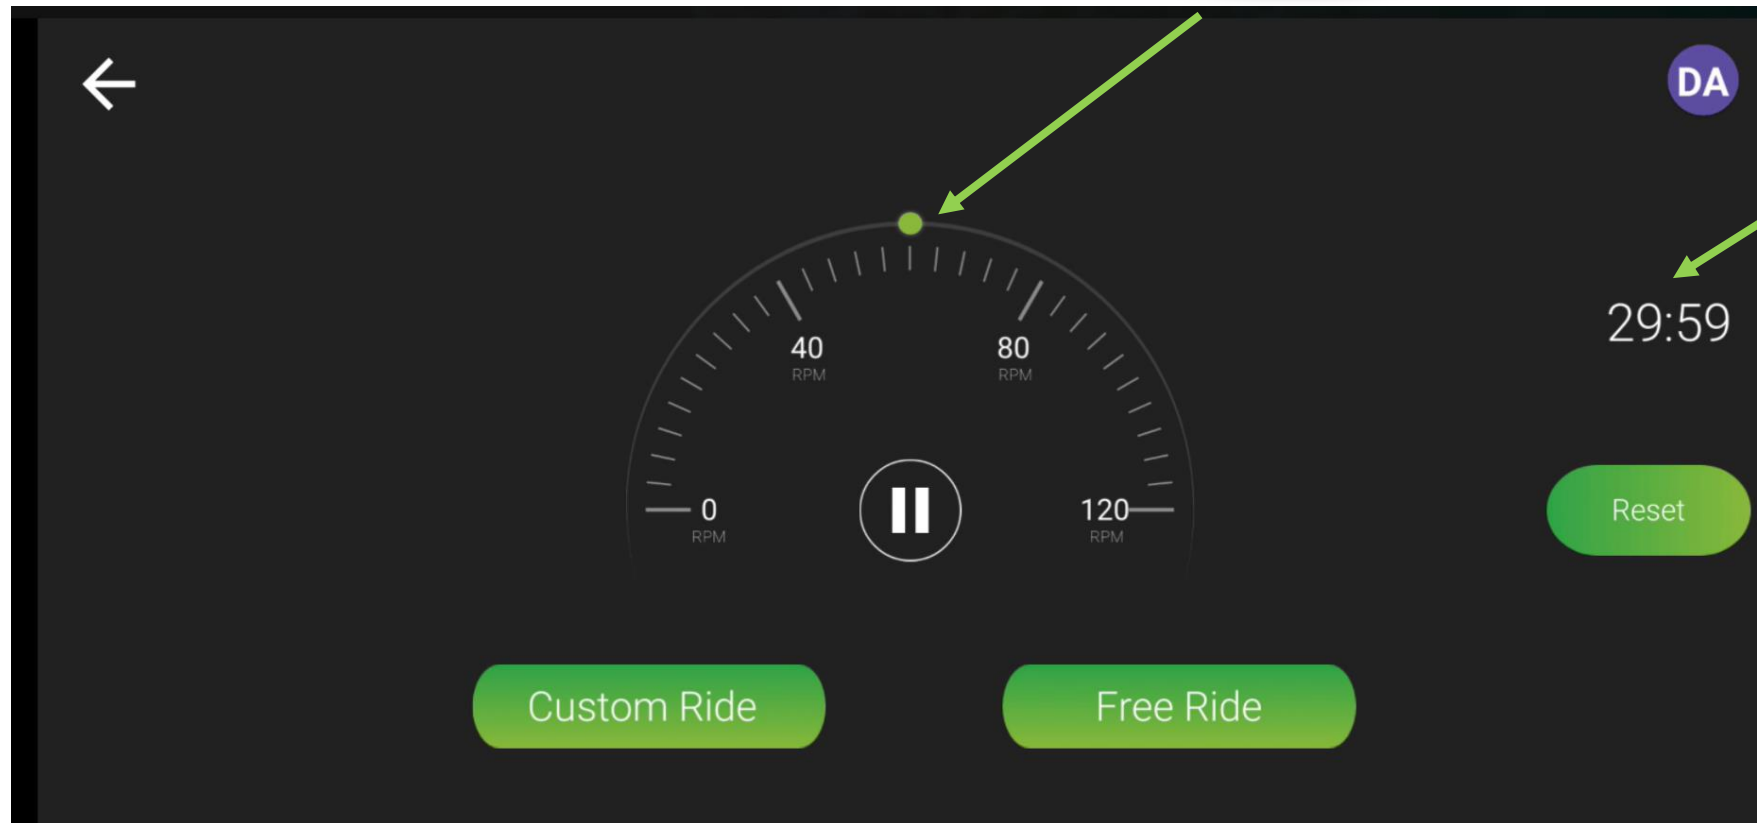 DA
29:59
40
RPM
80
RPM
0
RPM
120
RPM
Reset
Custom Ride
Free Ride